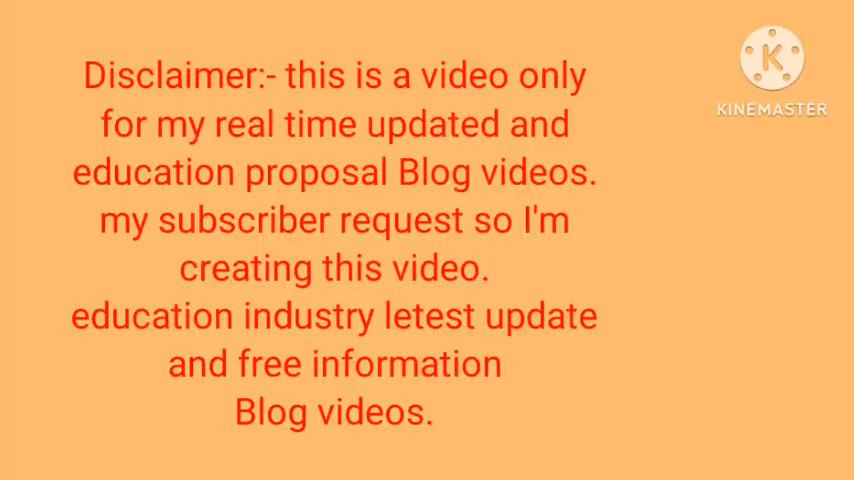 Disclaimer:- this is a video only
for my real time updated and
education proposal Blog videos.
my subscriber request so I'm
creating this video.
education industry letest update
and free information
Blog videos.
K
KINEMASTER